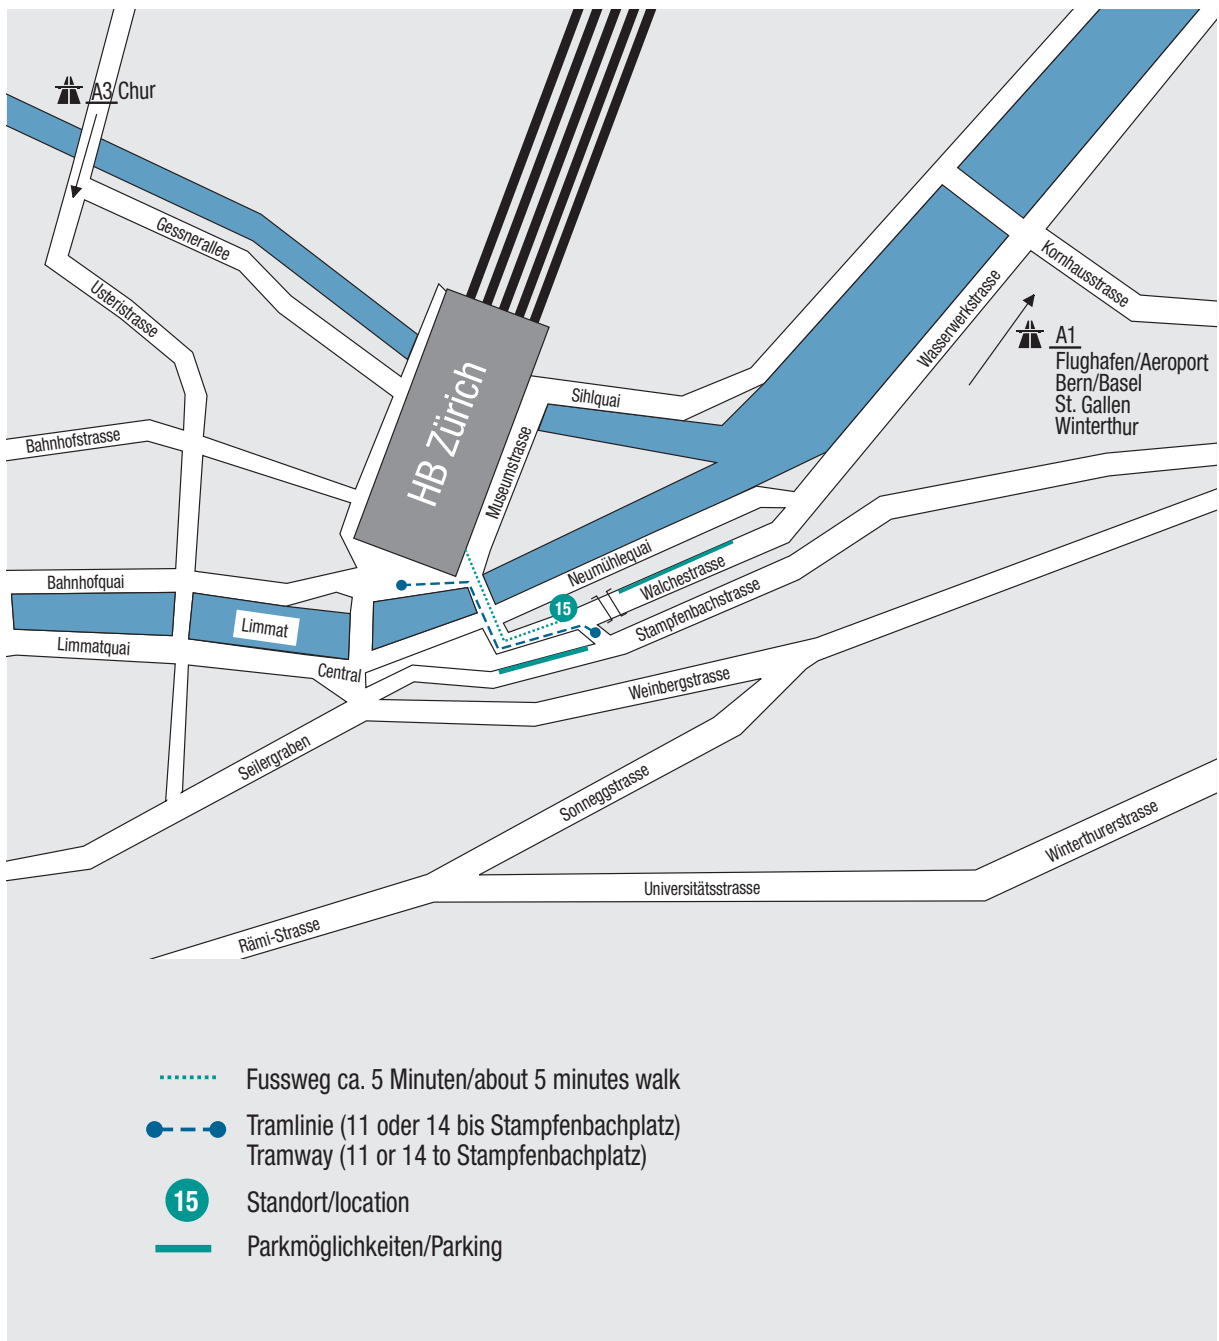 A3 Chur
Gessnerallee
Usteristrasse
Kornhausstrasse
Wasserwerkstrasse
A1
Flughafen/Aeroport
Bern/Basel
St. Gallen
Winterthur
HB Zürich
Sihlquai
Museumstrasse
Bahnhofstrasse
Neumühlequai
Walchestrasse
Bahnhofquai
15
Stampfenbachstrasse
Limmat
Limmatquai
Central
Weinbergstrasse
Seilergraben
Sonneggstrasse
Winterthurerstrasse
Universitätsstrasse
Rämi-Strasse
Fussweg ca. 5 Minuten/about 5 minutes walk
Tramlinie (11 oder 14 bis Stampfenbachplatz)
Tramway (11 or 14 to Stampfenbachplatz)
15 Standort/location
Parkmöglichkeiten/Parking